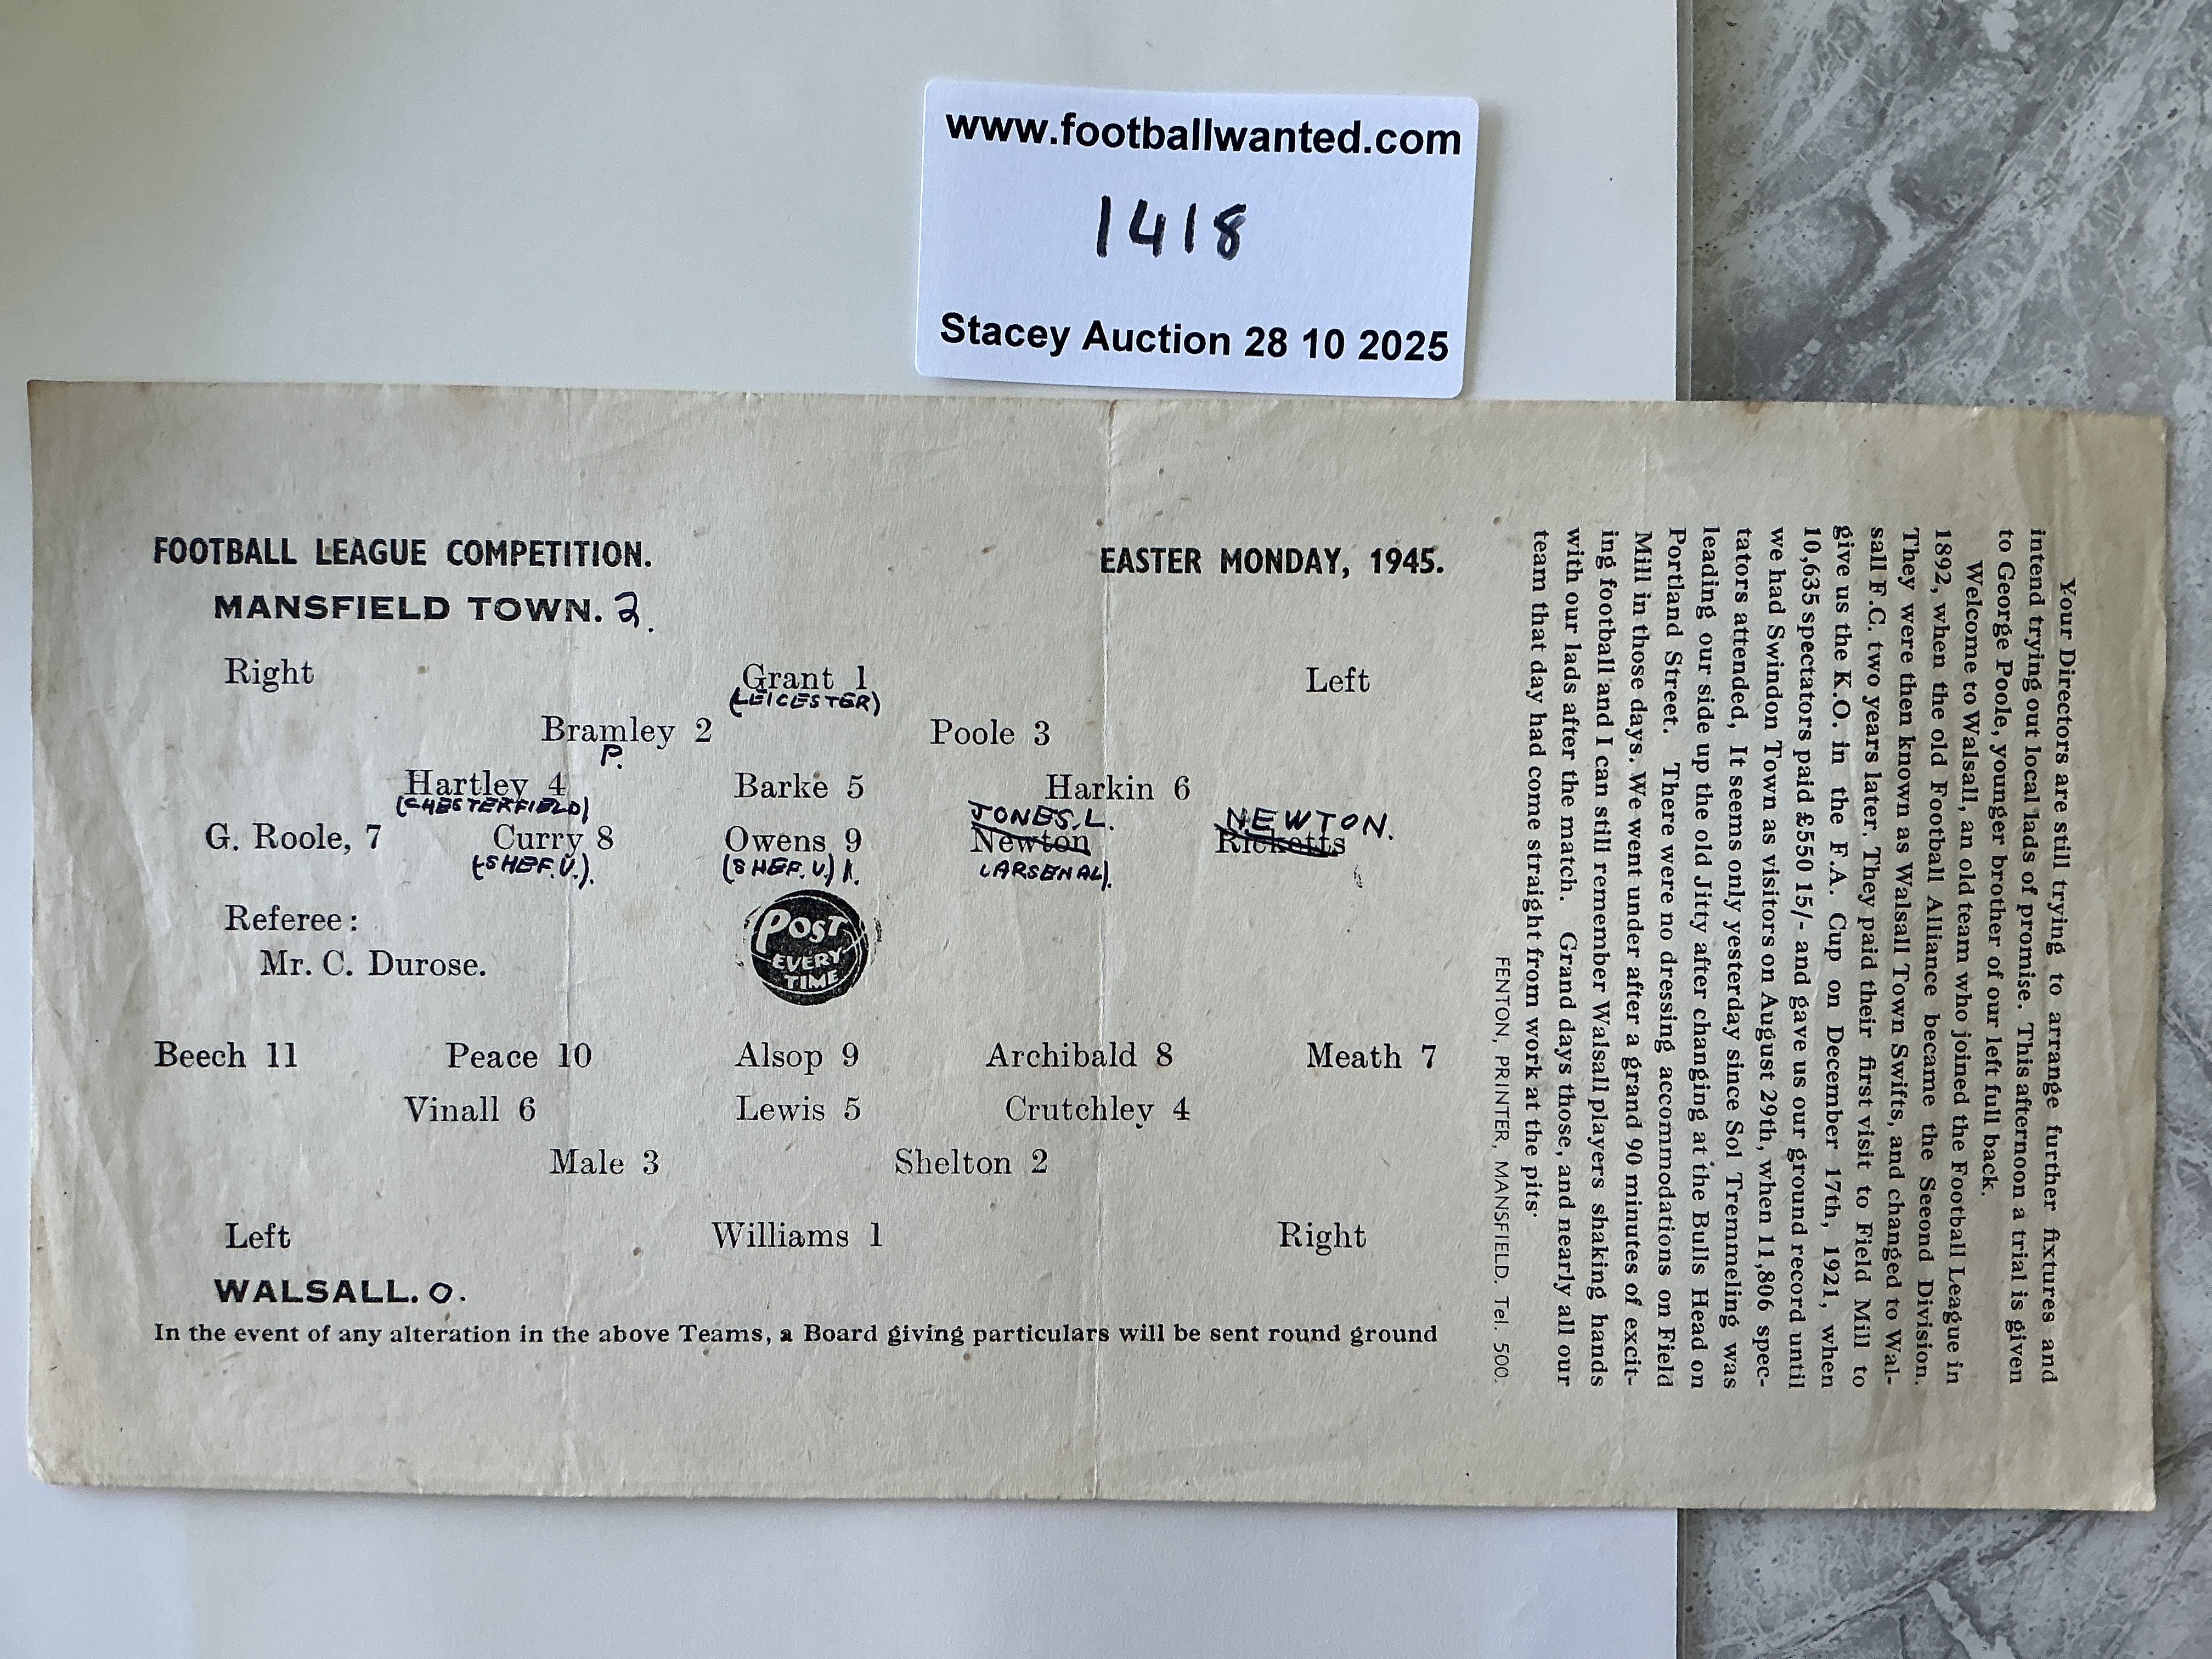 www.footballwanted.com
1418
Stacey Auction 28 10 2025
FOOTBALL LEAGUE COMPETITION. EASTER MONDAY, 1945.
MANSFIELD TOWN. 2.
Right Grant 1 Left
(LEICESTER)
Bramley 2 Poole 3
P.
Hartley 4 Barke 5 Harkin 6
(CHESTERFIELD) JONES, L. NEWTON.
G. Roole, 7 Curry 8 Owens 9 Newton Ricketts
(SHEF.U.). (SHEF.U.) 1. (ARSENAL).
Referee:
Mr. C. Durose.
POST
EVERY
TIME
Beech 11 Peace 10 Alsop 9 Archibald 8 Meath 7
Vinall 6 Lewis 5 Crutchley 4
Male 3 Shelton 2
Left Williams 1 Right
WALSALL. 0.
In the event of any alteration in the above Teams, a Board giving particulars will be sent round ground
Your Directors are still trying to arrange further fixtures and
intend trying out local lads of promise. This afternoon a trial is given
to George Poole, younger brother of our left full back.
Welcome to Walsall, an old team who joined the Football League in
1892, when the old Football Alliance became the Seeond Division.
They were then known as Walsall Town Swifts, and changed to Wal-
sall F.C. two years later. They paid their first visit to Field Mill to
give us the K.O. in the F.A. Cup on December 17th, 1921, when
10,635 spectators paid £550 15/- and gave us our ground record until
we had Swindon Town as visitors on August 29th, when 11,806 spec-
tators attended, It seems only yesterday since Sol Tremmeling was
leading our side up the old Jitty after changing at the Bulls Head on
Portland Street. There were no dressing accommodations on Field
Mill in those days. We went under after a grand 90 minutes of excit-
ing football and I can still remember Walsall players shaking hands
with our lads after the match. Grand days those, and nearly all our
team that day had come straight from work at the pits.
FENTON, PRINTER, MANSFIELD. Tel. 500.